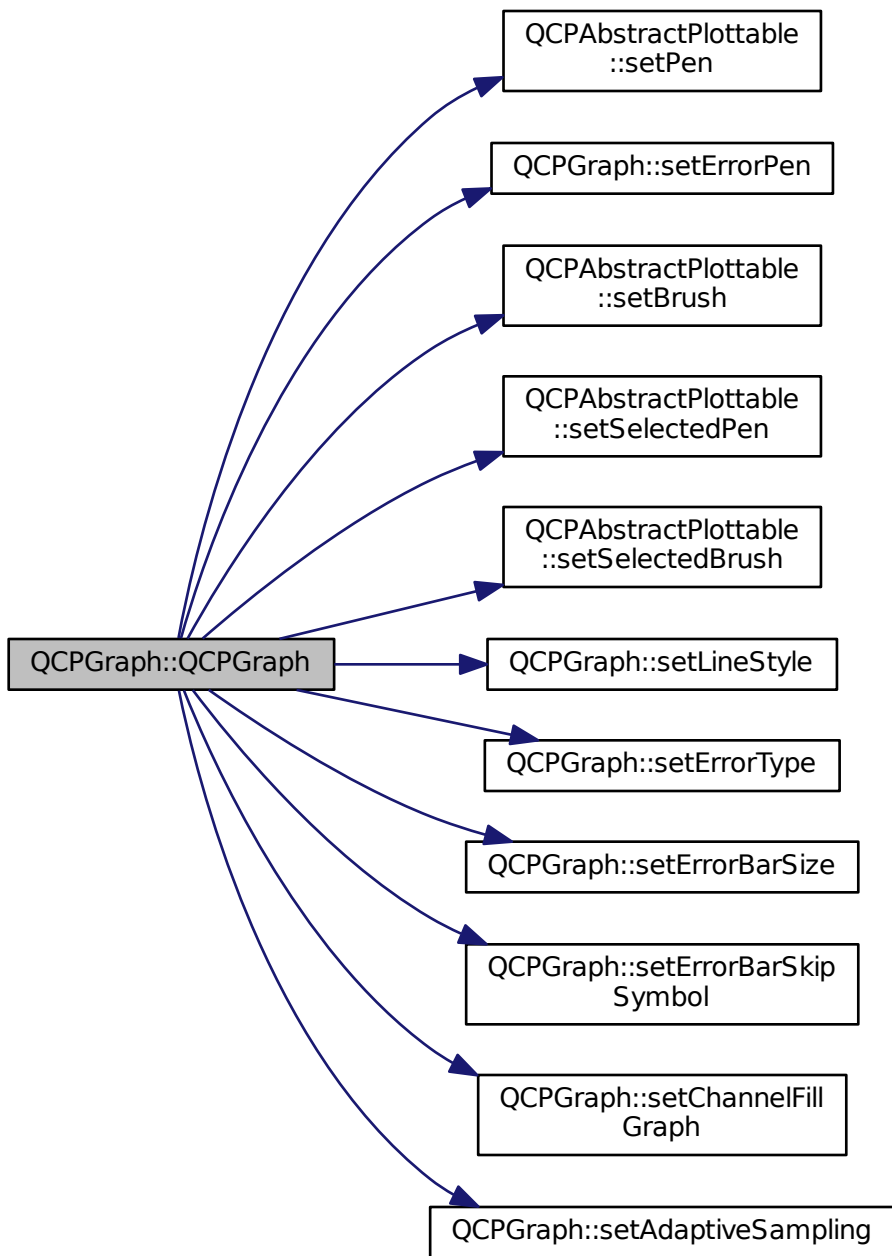 QCPAbstractPlottable
::setPen
QCPGraph::setErrorPen
QCPAbstractPlottable
::setBrush
QCPAbstractPlottable
::setSelectedPen
QCPAbstractPlottable
::setSelectedBrush
QCPGraph::QCPGraph
QCPGraph::setLineStyle
QCPGraph::setErrorType
QCPGraph::setErrorBarSize
QCPGraph::setErrorBarSkip
Symbol
QCPGraph::setChannelFill
Graph
QCPGraph::setAdaptiveSampling